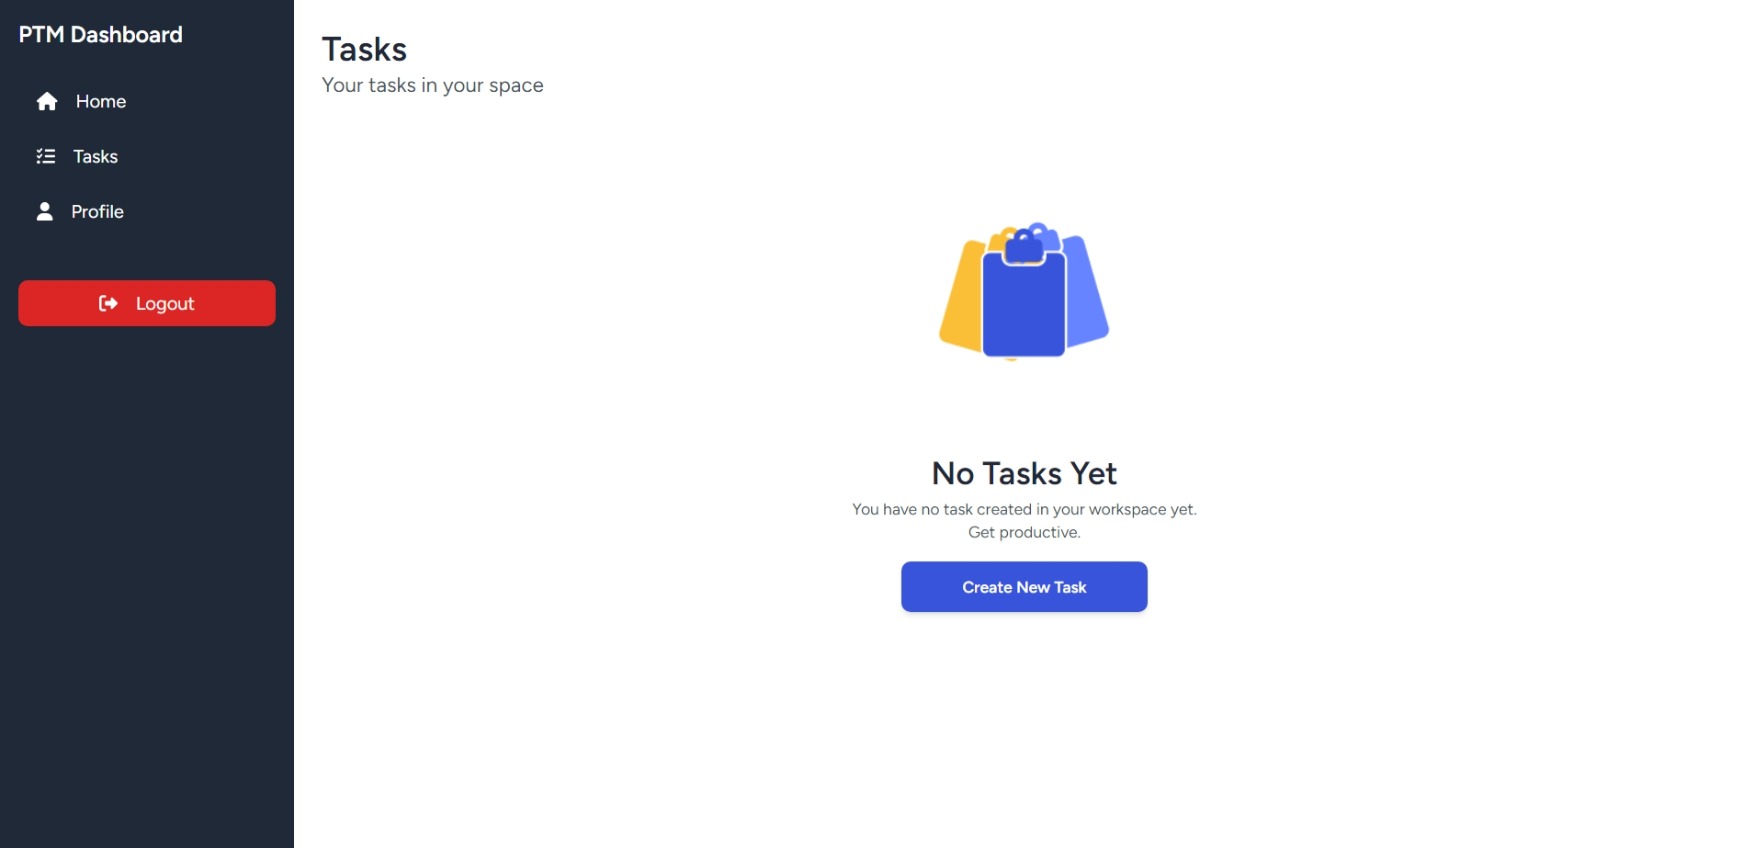 PTM Dashboard
Home
Tasks
Profile
Logout
Tasks
Your tasks in your space
No Tasks Yet
You have no task created in your workspace yet.
Get productive.
Create New Task